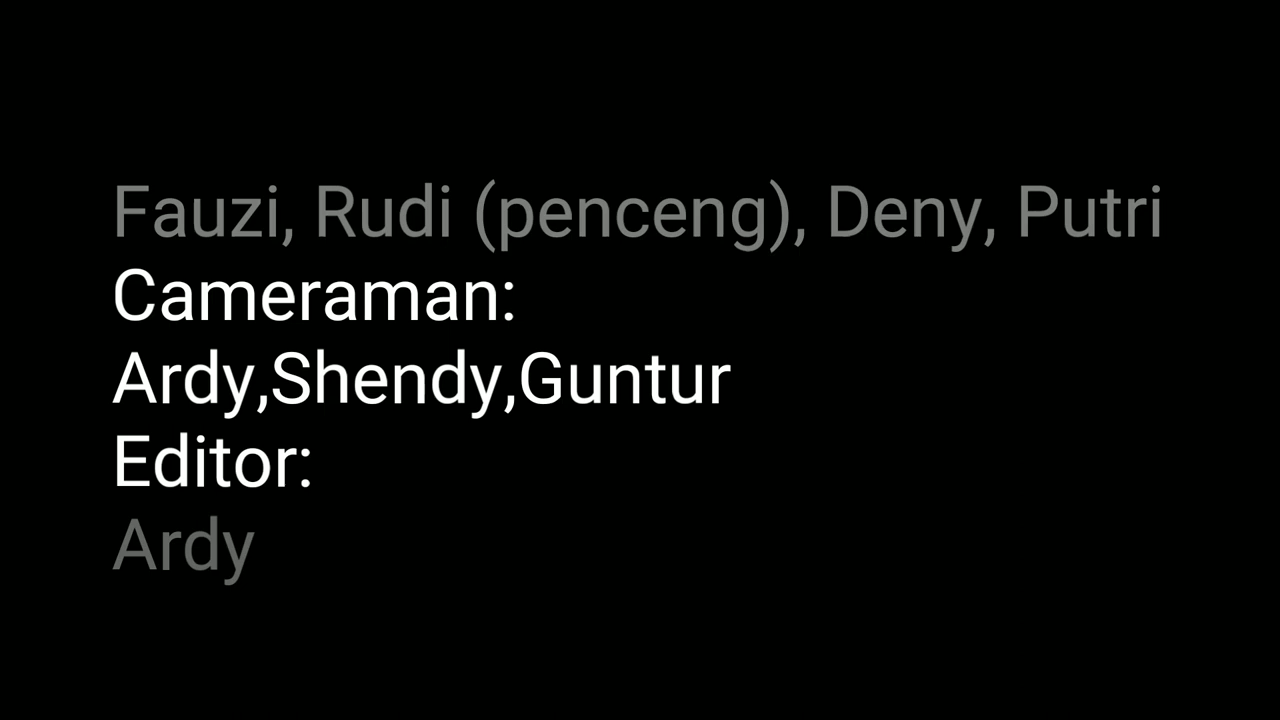 Fauzi, Rudi (penceng), Deny, Putri
Cameraman:
Ardy,Shendy,Guntur
Editor:
Ardy